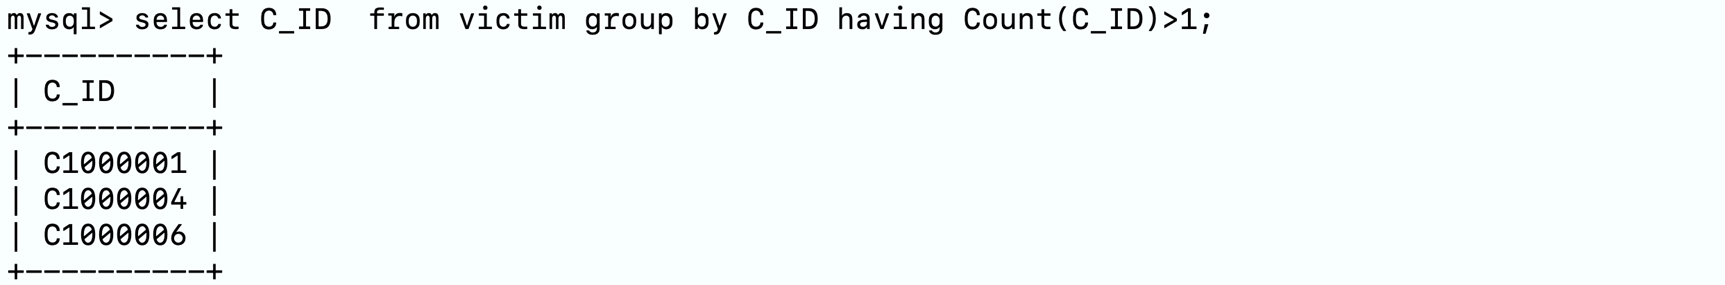 mysql> select C_ID  from victim group by C_ID having Count(C_ID)>1;
+----------+
| C_ID     |
+----------+
| C1000001 |
| C1000004 |
| C1000006 |
+----------+